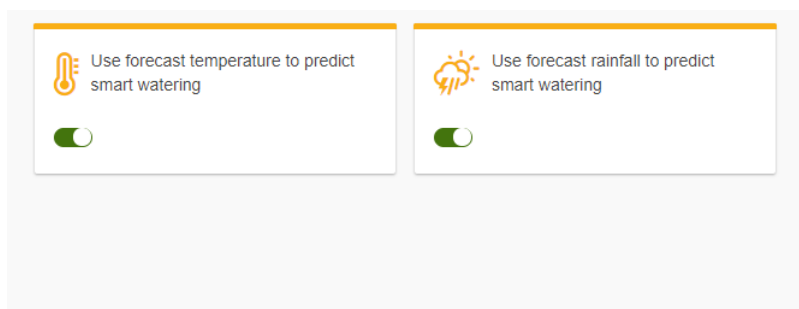 Use forecast temperature to predict
smart watering
Use forecast rainfall to predict
smart watering